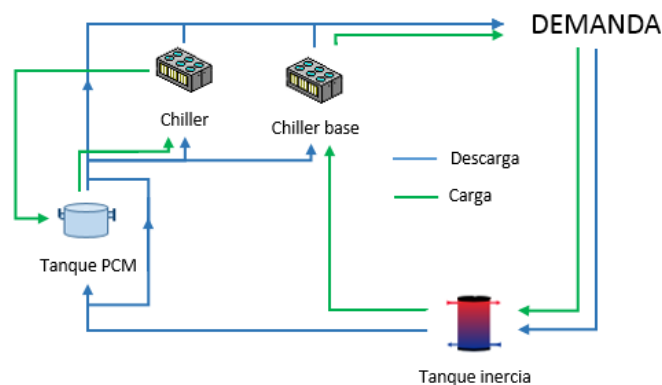 DEMANDA
Chiller
Chiller base
Descarga
Carga
Tanque PCM
Tanque inercia